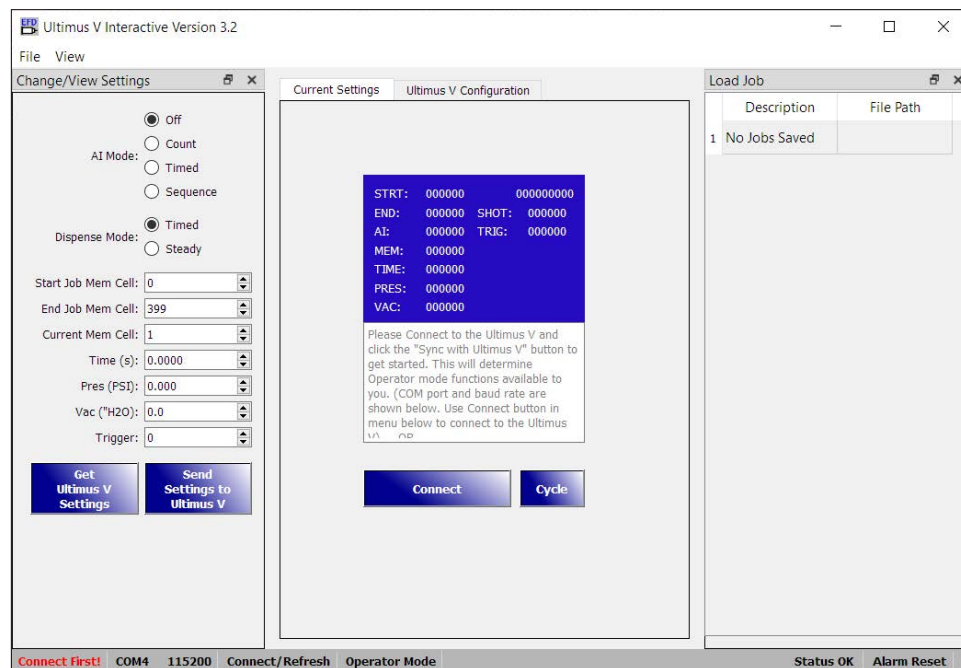 EFD Ultimus V Interactive Version 3.2
File View
Change/View Settings
Current Settings
Ultimus V Configuration
Load Job
AI Mode:
Off
Count
Timed
Sequence
Dispense Mode:
Timed
Steady
Start Job Mem Cell: 0
End Job Mem Cell: 399
Current Mem Cell: 1
Time (s): 0.0000
Pres (PSI): 0.000
Vac ("H2O): 0.0
Trigger: 0
Get
Ultimus V
Settings
Send
Settings to
Ultimus V
STRT: 000000 000000000
END: 000000 SHOT: 000000
AI: 000000 TRIG: 000000
MEM: 000000
TIME: 000000
PRES: 000000
VAC: 000000
Please Connect to the Ultimus V and
click the "Sync with Ultimus V" button to
get started. This will determine
Operator mode functions available to
you. (COM port and baud rate are
shown below. Use Connect button in
menu below to connect to the Ultimus
V) OR
Connect
Cycle
Description File Path
1 No Jobs Saved
Connect First! COM4 115200 Connect/Refresh Operator Mode Status OK Alarm Reset